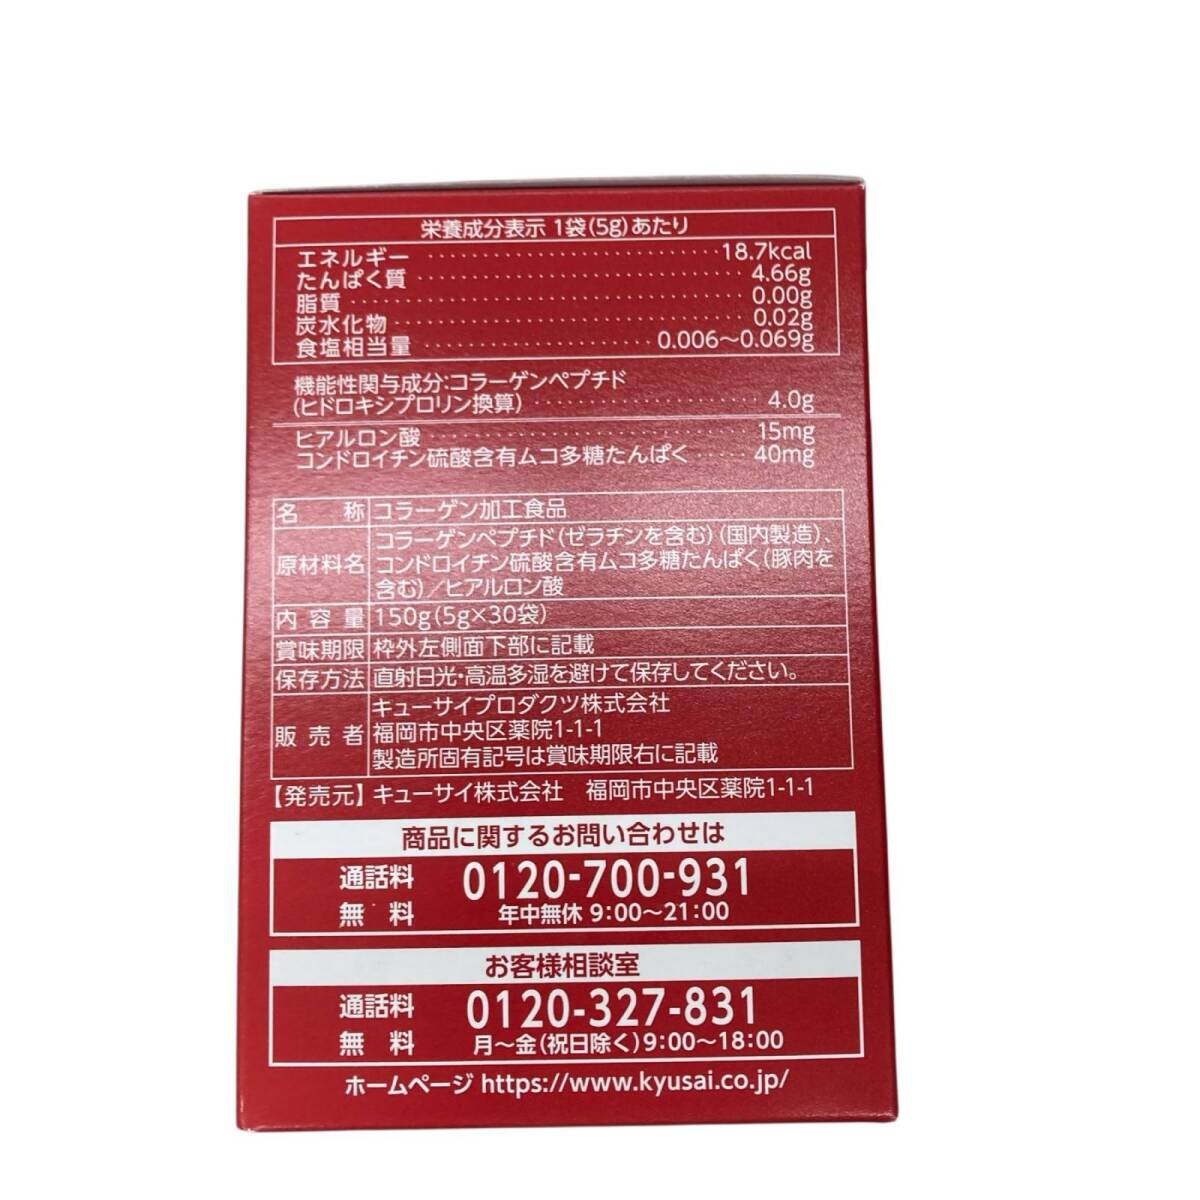 栄養成分表示 1袋(5g)あたり
エネルギー ‥‥‥‥‥‥‥‥‥‥‥‥ 18.7kcal
たんぱく質 ‥‥‥‥‥‥‥‥‥‥‥‥ 4.66g
脂質 ‥‥‥‥‥‥‥‥‥‥‥‥ 0.00g
炭水化物 ‥‥‥‥‥‥‥‥‥‥‥‥ 0.02g
食塩相当量 ‥‥‥‥‥‥‥‥ 0.006〜0.069g
機能性関与成分:コラーゲンペプチド
(ヒドロキシプロリン換算) ‥‥‥‥‥‥‥‥ 4.0g
ヒアルロン酸 ‥‥‥‥‥‥‥‥‥‥‥‥ 15mg
コンドロイチン硫酸含有ムコ多糖たんぱく ‥‥ 40mg
名称 コラーゲン加工食品
原材料名 コラーゲンペプチド(ゼラチンを含む)(国内製造)、
コンドロイチン硫酸含有ムコ多糖たんぱく(豚肉を
含む)/ヒアルロン酸
内容量 150g(5g×30袋)
賞味期限 枠外左側面下部に記載
保存方法 直射日光・高温多湿を避けて保存してください。
販売者 キューサイプロダクツ株式会社
福岡市中央区薬院1-1-1
製造所固有記号は賞味期限右に記載
【発売元】キューサイ株式会社 福岡市中央区薬院1-1-1
商品に関するお問い合わせは
通話料無料 0120-700-931
年中無休 9:00〜21:00
お客様相談室
通話料無料 0120-327-831
月〜金(祝日除く)9:00〜18:00
ホームページ https://www.kyusai.co.jp/